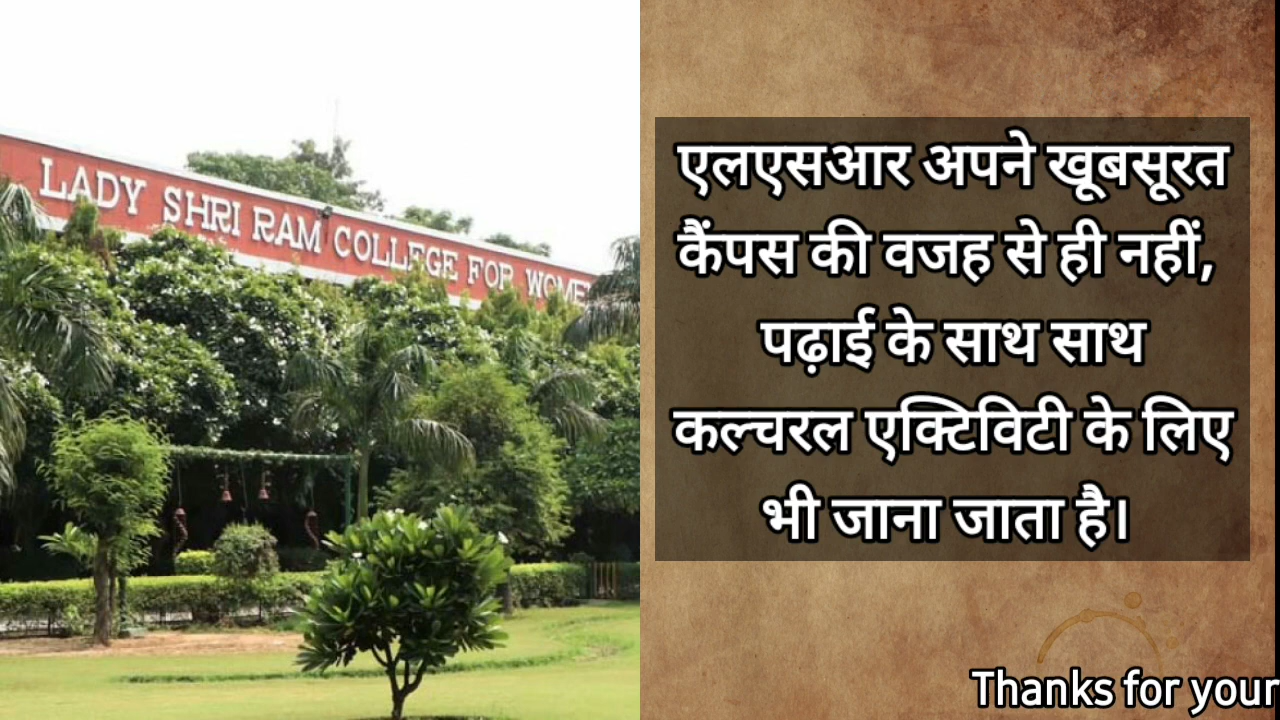 LADY SHRI RAM COLLEGE FOR
एलएसआर अपने खूबसूरत
कैंपस की वजह से ही नहीं,
पढ़ाई के साथ साथ
कल्चरल एक्टिविटी के लिए
भी जाना जाता है।
Thanks for your